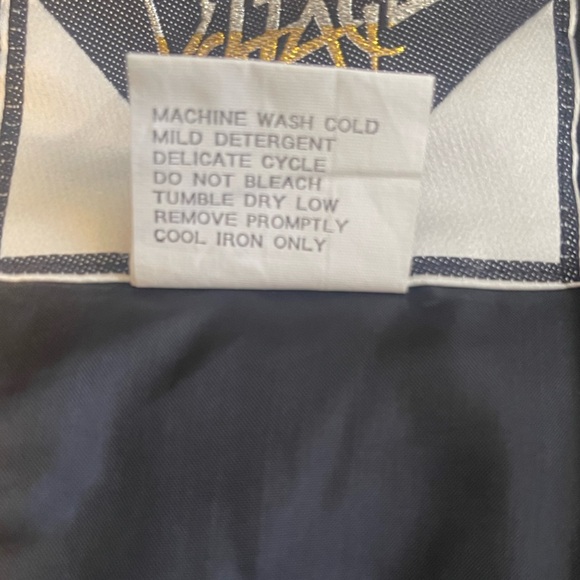 MACHINE WASH COLD
MILD DETERGENT
DELICATE CYCLE
DO NOT BLEACH
TUMBLE DRY LOW
REMOVE PROMPTLY
COOL IRON ONLY